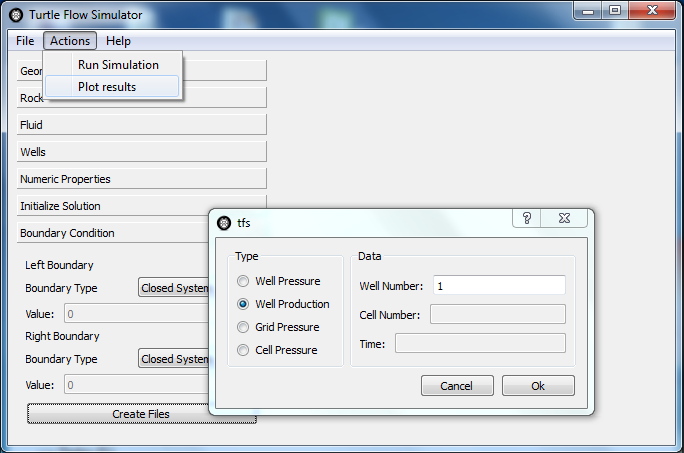 Turtle Flow Simulator
File Actions Help
Run Simulation
Plot results
Geor
Rock
Fluid
Wells
Numeric Properties
Initialize Solution
Boundary Condition
Left Boundary
Boundary Type Closed System
Value: 0
Right Boundary
Boundary Type Closed System
Value: 0
Create Files
tfs
?
Type
Well Pressure
Well Production
Grid Pressure
Cell Pressure
Data
Well Number: 1
Cell Number:
Time:
Cancel Ok